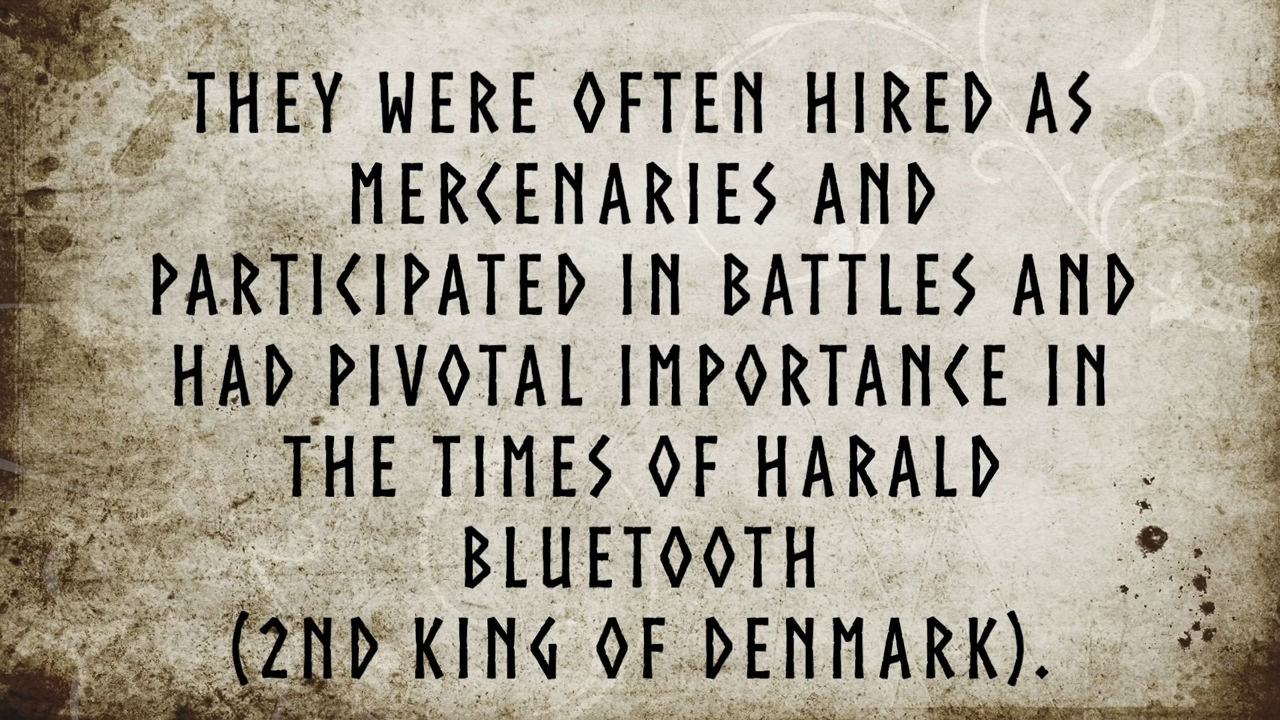 THEY WERE OFTEN HIRED AS
MERCENARIES AND
PARTICIPATED IN BATTLES AND
HAD PIVOTAL IMPORTANCE IN
THE TIMES OF HARALD
BLUETOOTH
(2ND KING OF DENMARK).